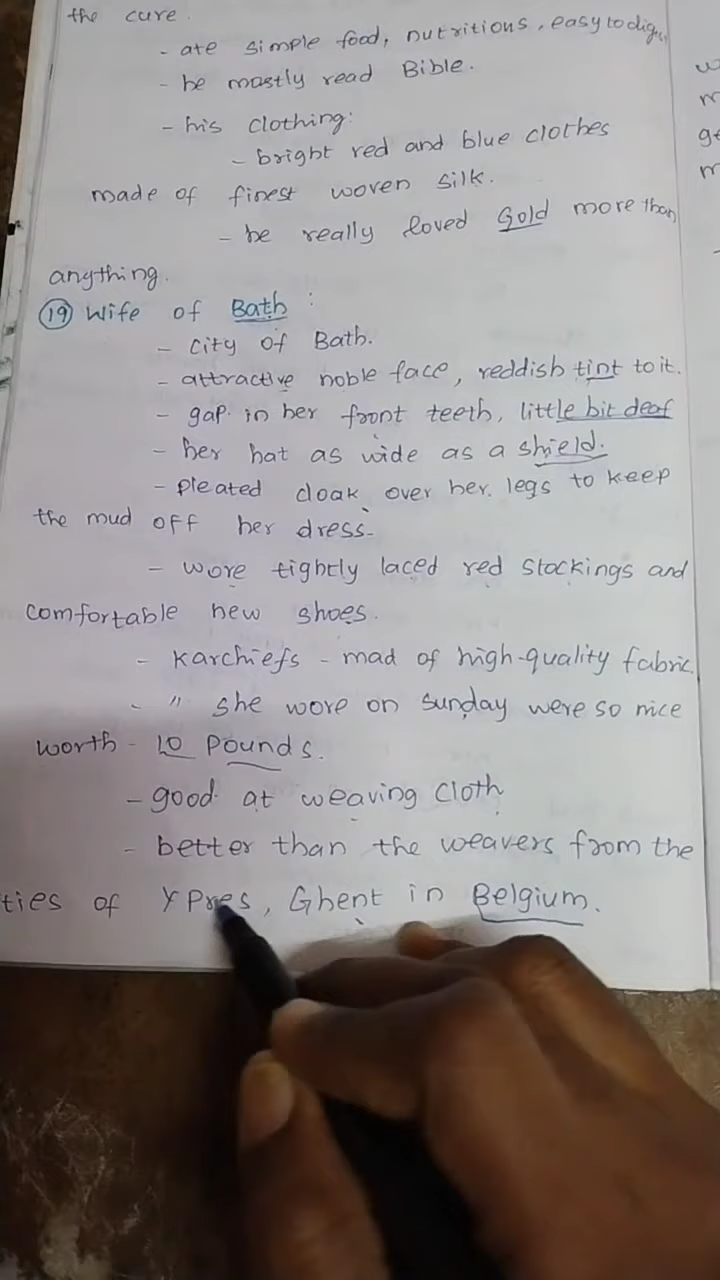 the cure.
- ate simple food, nutritious, easy to dig
- he mostly read Bible.
- his clothing:
- bright red and blue clothes
made of finest woven silk.
- he really loved Gold more than
anything.
(19) Wife of Bath :
- City of Bath.
- attractive noble face, reddish tint to it.
- gap in her front teeth, little bit deaf
- her hat as wide as a shield.
- pleated cloak over her legs to keep
the mud off her dress-
- wore tightly laced red stockings and
comfortable new shoes.
- Karchiefs - mad of high-quality fabric.
- " she wore on Sunday were so nice
worth - 10 Pounds.
- good at weaving cloth
- better than the weavers from the
ties of YPres, Ghent in Belgium.